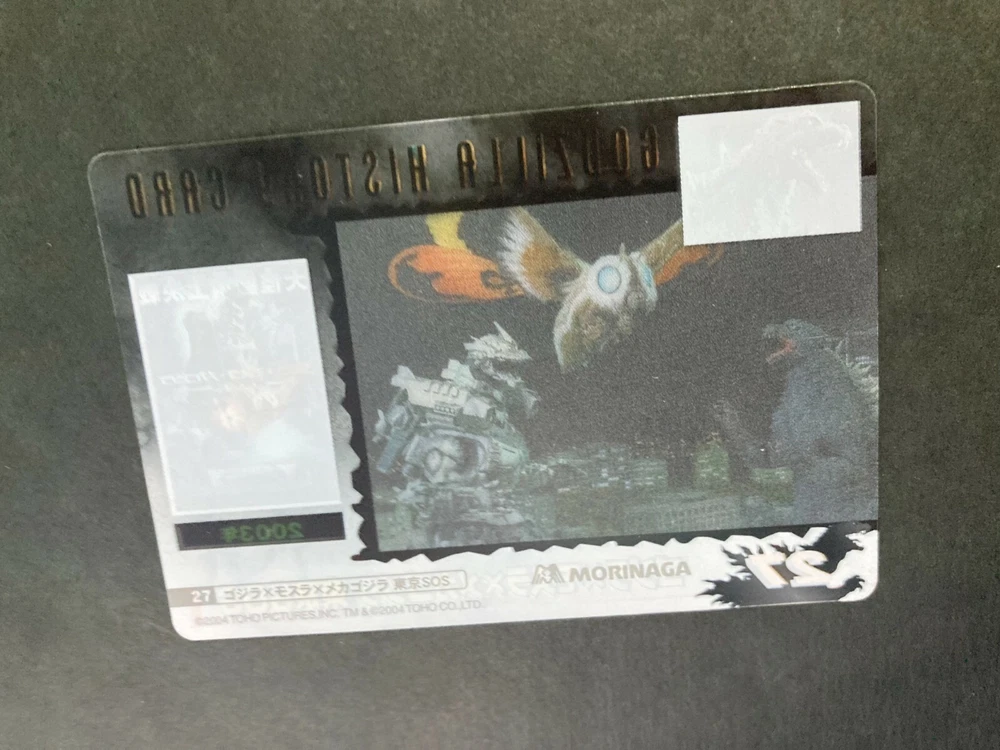 GODZILLA HISTORY CARD
2003年
MORINAGA
27
27 ゴジラ×モスラ×メカゴジラ 東京SOS
©2004 TOHO PICTURES,INC. TM & ©2004 TOHO CO.,LTD.